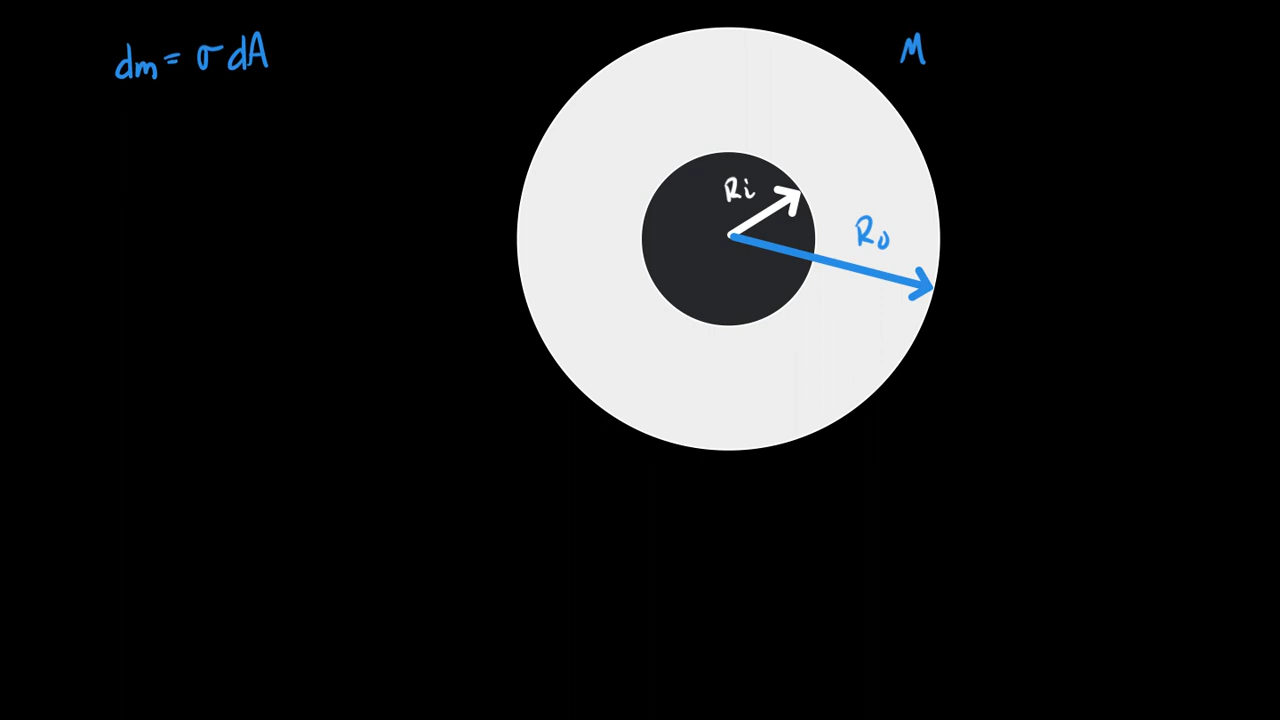 dm = σ dA
M
Ri
Ro